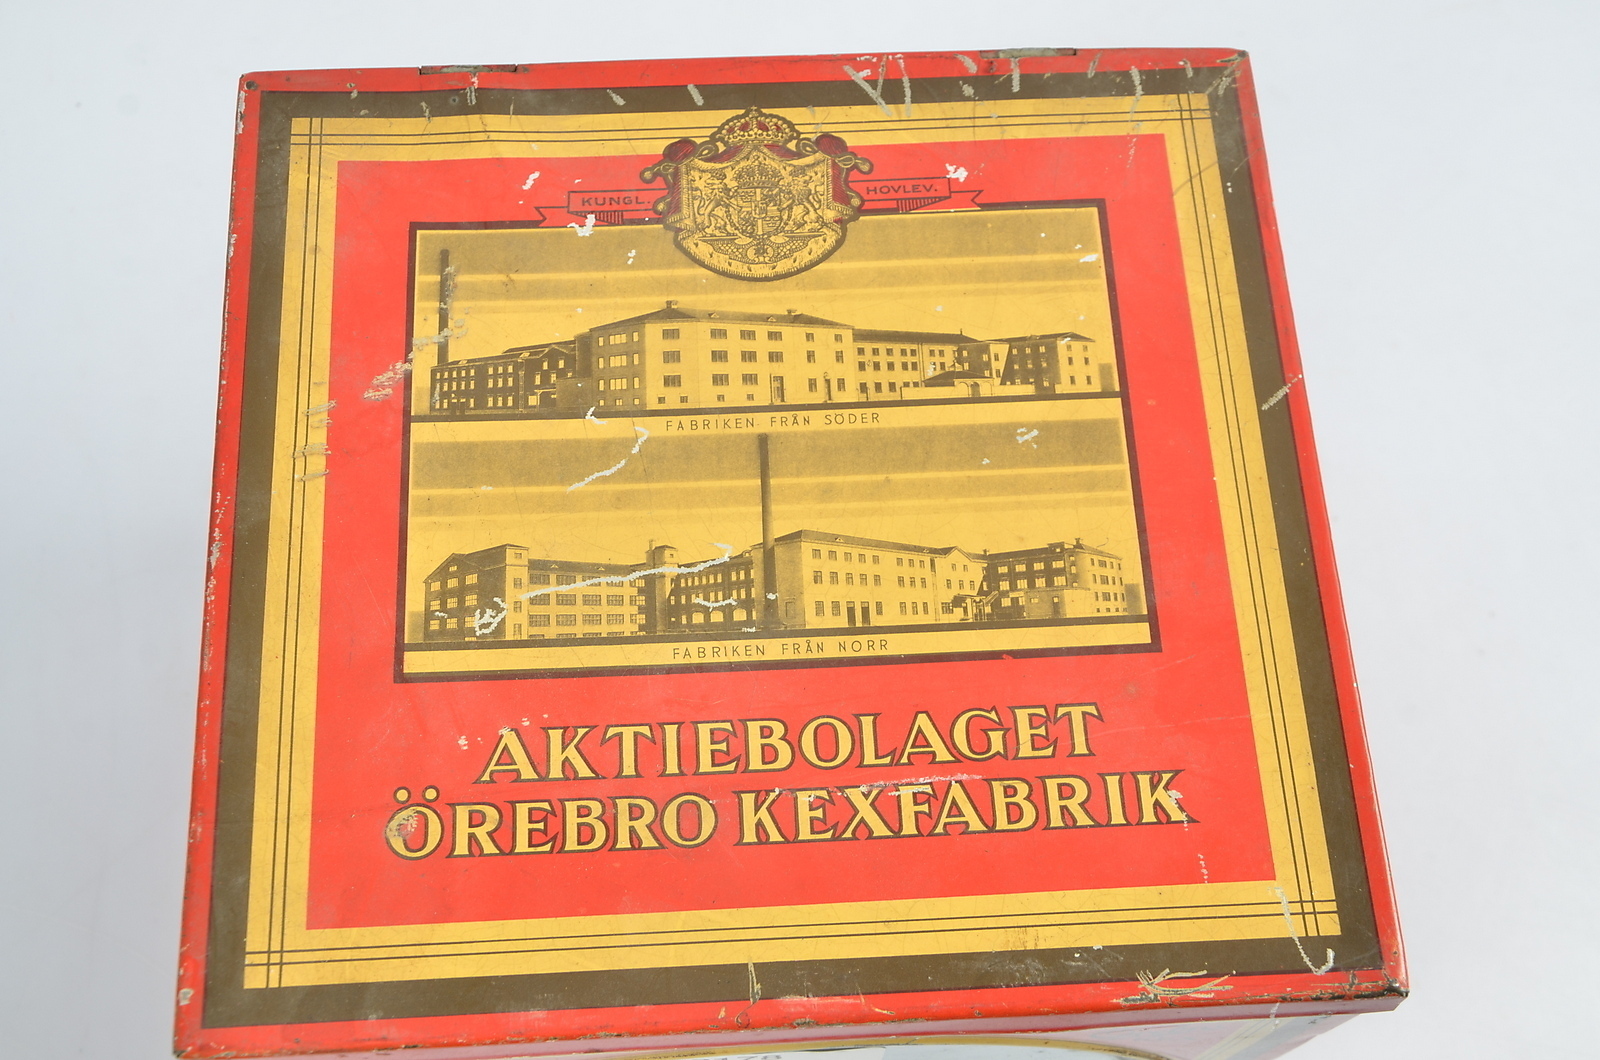 KUNGL. HOVLEV.
FABRIKEN FRÅN SÖDER
FABRIKEN FRÅN NORR
AKTIEBOLAGET
ÖREBRO KEXFABRIK